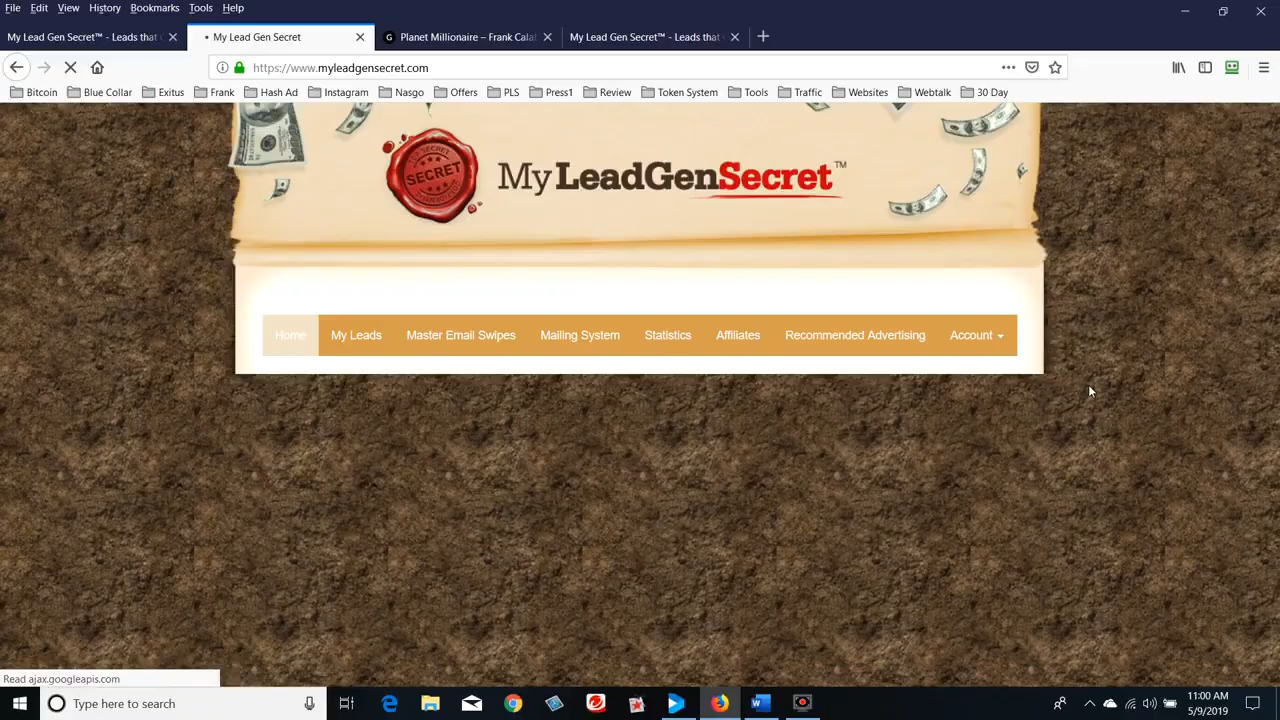 File Edit View History Bookmarks Tools Help
My Lead Gen Secret™ - Leads that
My Lead Gen Secret
G Planet Millionaire – Frank Cala
My Lead Gen Secret™ - Leads that
https://www.myleadgensecret.com
Bitcoin Blue Collar Exitus Frank Hash Ad Instagram Nasgo Offers PLS Press1 Review Token System Tools Traffic Websites Webtalk 30 Day
SECRET
MyLeadGenSecret™
Home My Leads Master Email Swipes Mailing System Statistics Affiliates Recommended Advertising Account
Read ajax.googleapis.com
Type here to search
11:00 AM
5/9/2019